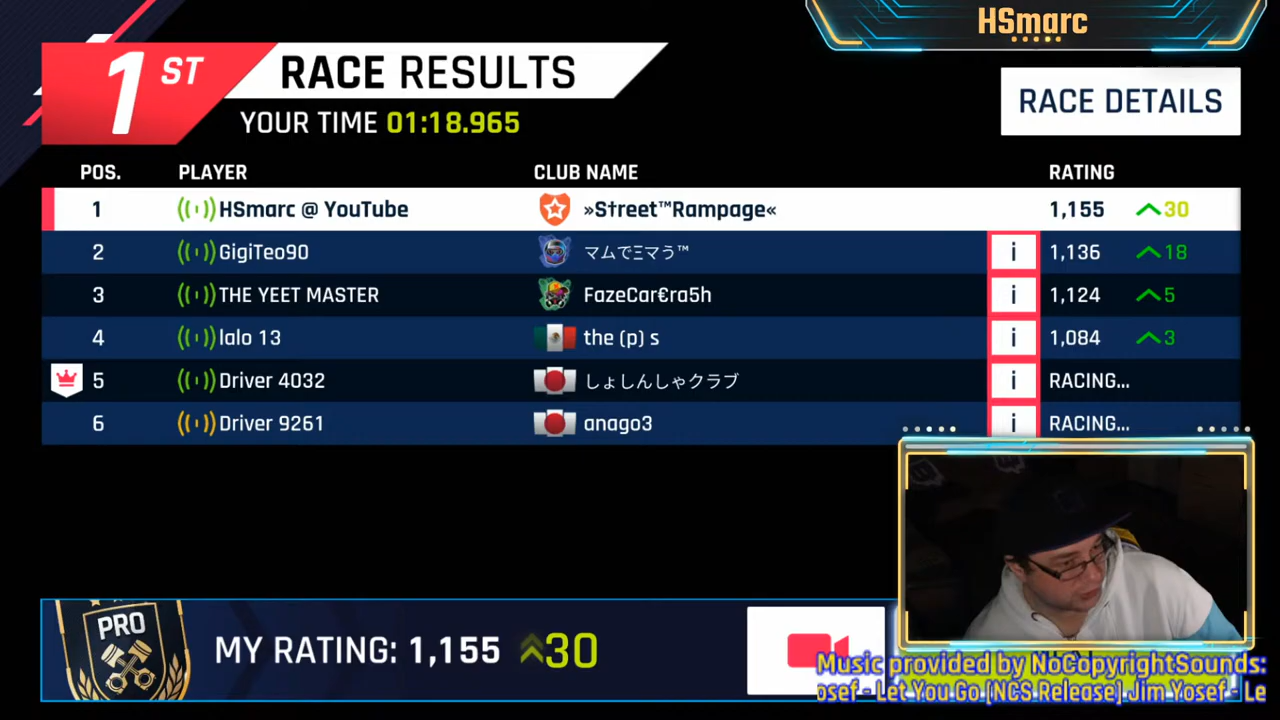 HSmarc
1ST
RACE RESULTS
YOUR TIME 01:18.965
RACE DETAILS
POS. PLAYER CLUB NAME RATING
1 HSmarc @ YouTube »S†reet™Rampage« 1,155 30
2 GigiTeo90 マムでΞマう™ i 1,136 18
3 THE YEET MASTER FazeCar€ra5h i 1,124 5
4 lalo 13 the (p) s i 1,084 3
5 Driver 4032 しょしんしゃクラブ i RACING...
6 Driver 9261 anago3 i RACING...
PRO
MY RATING: 1,155 30
Music provided by NoCopyrightSounds:
osef - Let You Go [NCS Release] Jim Yosef - Le